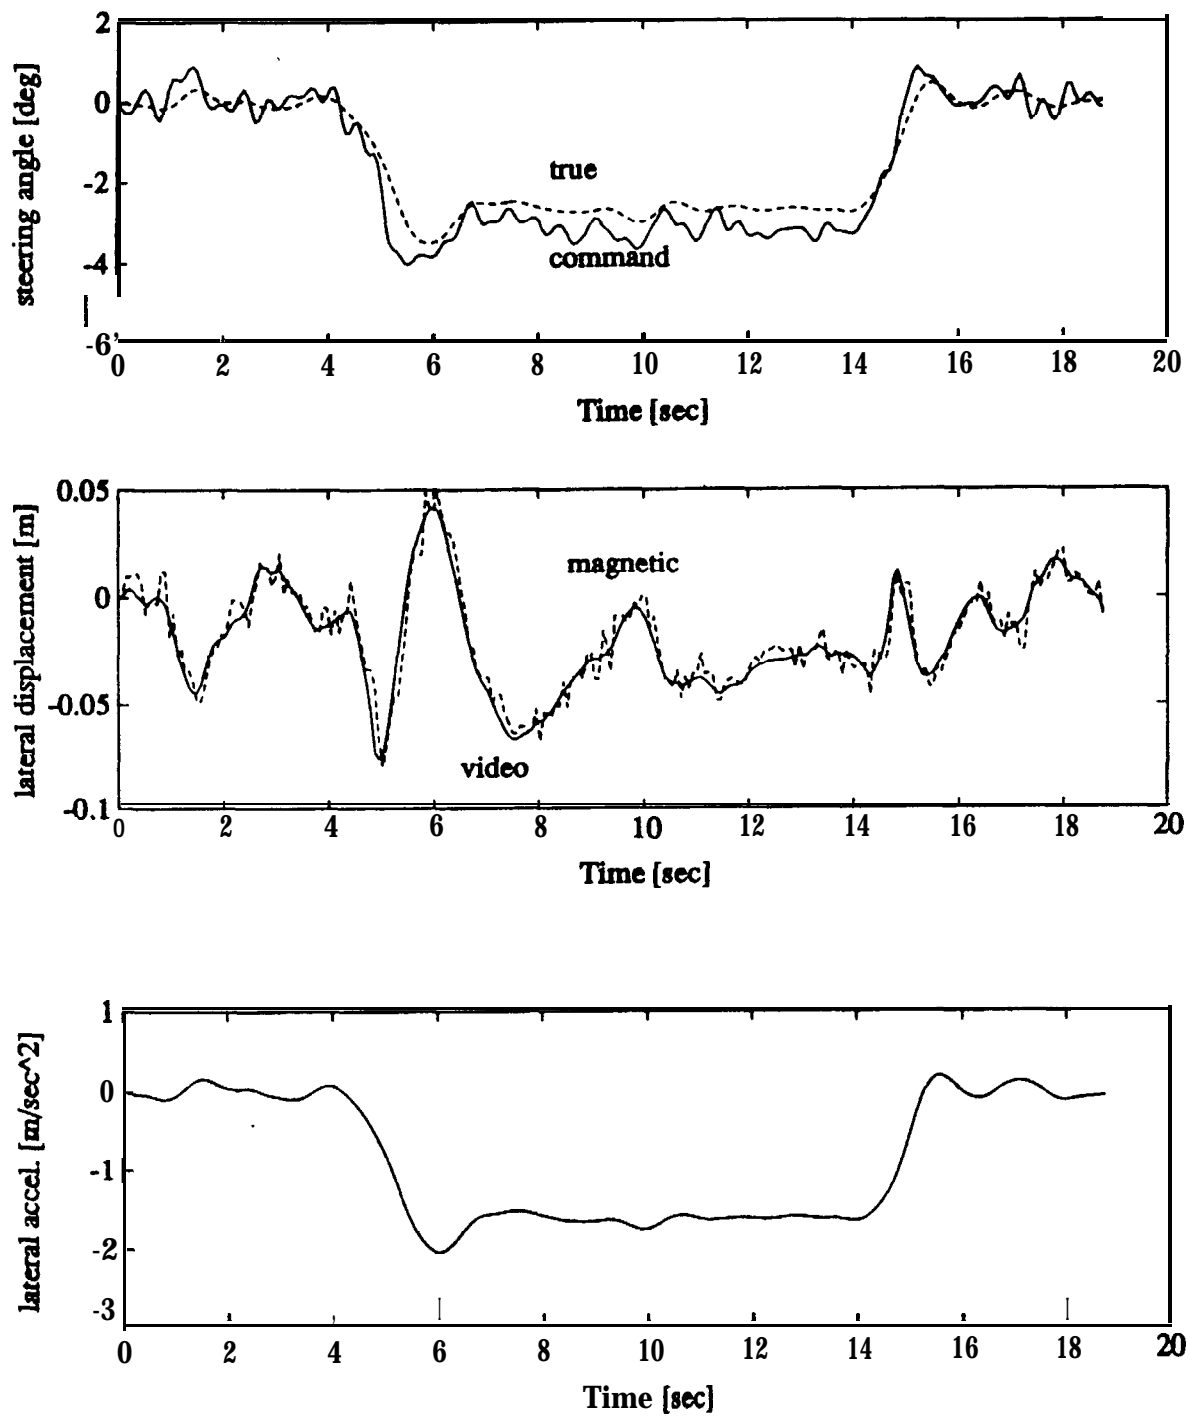 2
0
-2
-4
-6
steering angle [deg]
true
command
0 2 4 6 8 10 12 14 16 18 20
Time [sec]
0.05
0
-0.05
-0.1
lateral displacement [m]
magnetic
video
0 2 4 6 8 10 12 14 16 18 20
Time [sec]
1
0
-1
-2
-3
lateral accel. [m/sec^2]
0 2 4 6 8 10 12 14 16 18 20
Time [sec]